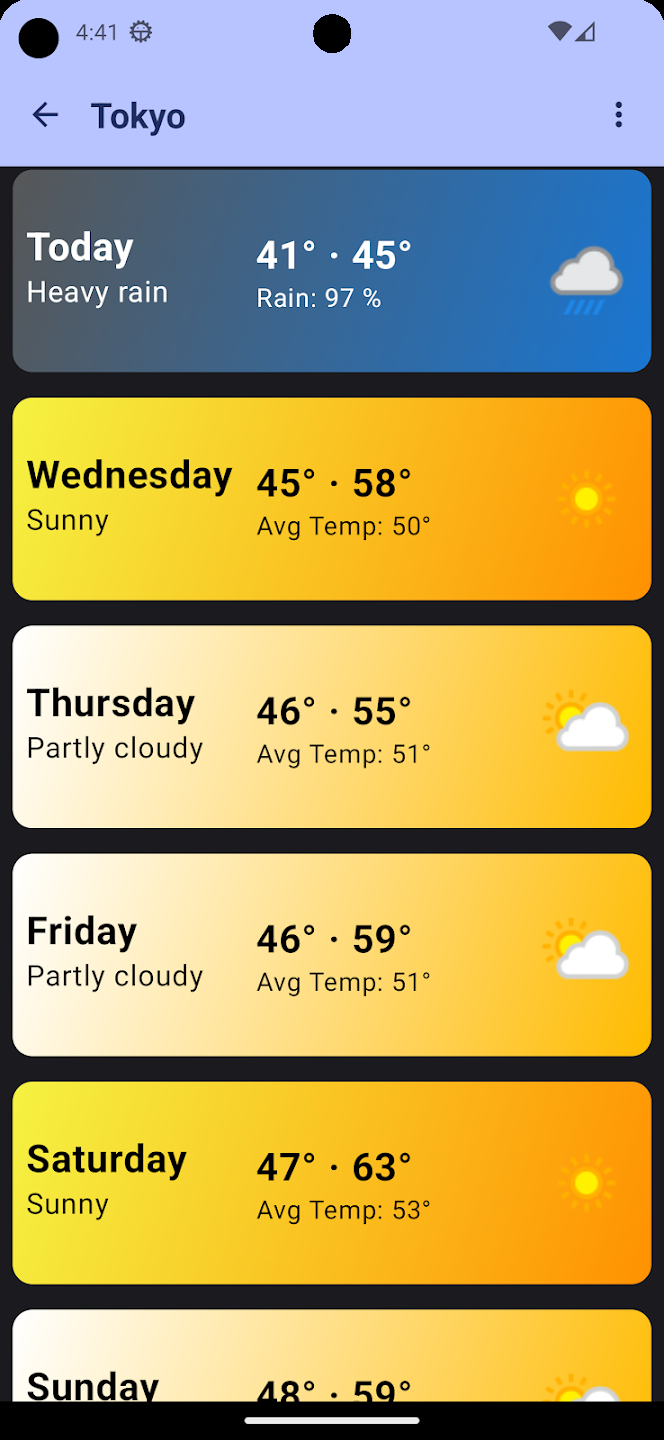 4:41
Tokyo
Today
Heavy rain
41° · 45°
Rain: 97 %
Wednesday
Sunny
45° · 58°
Avg Temp: 50°
Thursday
Partly cloudy
46° · 55°
Avg Temp: 51°
Friday
Partly cloudy
46° · 59°
Avg Temp: 51°
Saturday
Sunny
47° · 63°
Avg Temp: 53°
Sunday
48° · 59°